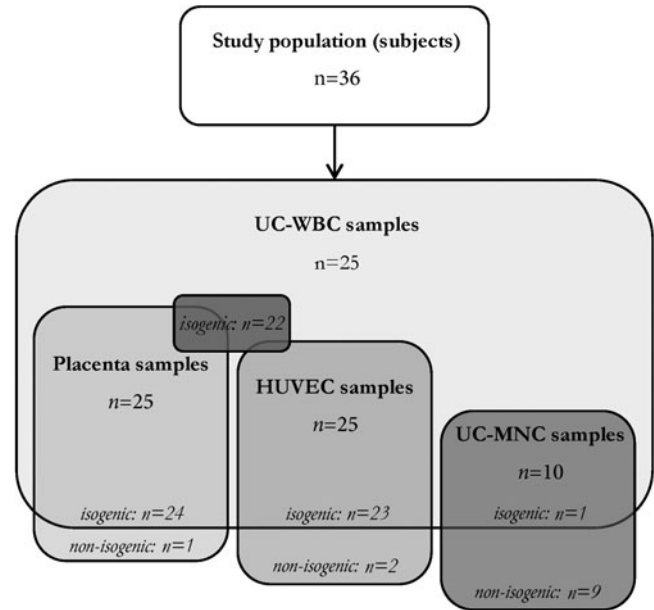 Study population (subjects)
n=36
UC-WBC samples
n=25
isogenic: n=22
Placenta samples
n=25
isogenic: n=24
non-isogenic: n=1
HUVEC samples
n=25
isogenic: n=23
non-isogenic: n=2
UC-MNC samples
n=10
isogenic: n=1
non-isogenic: n=9